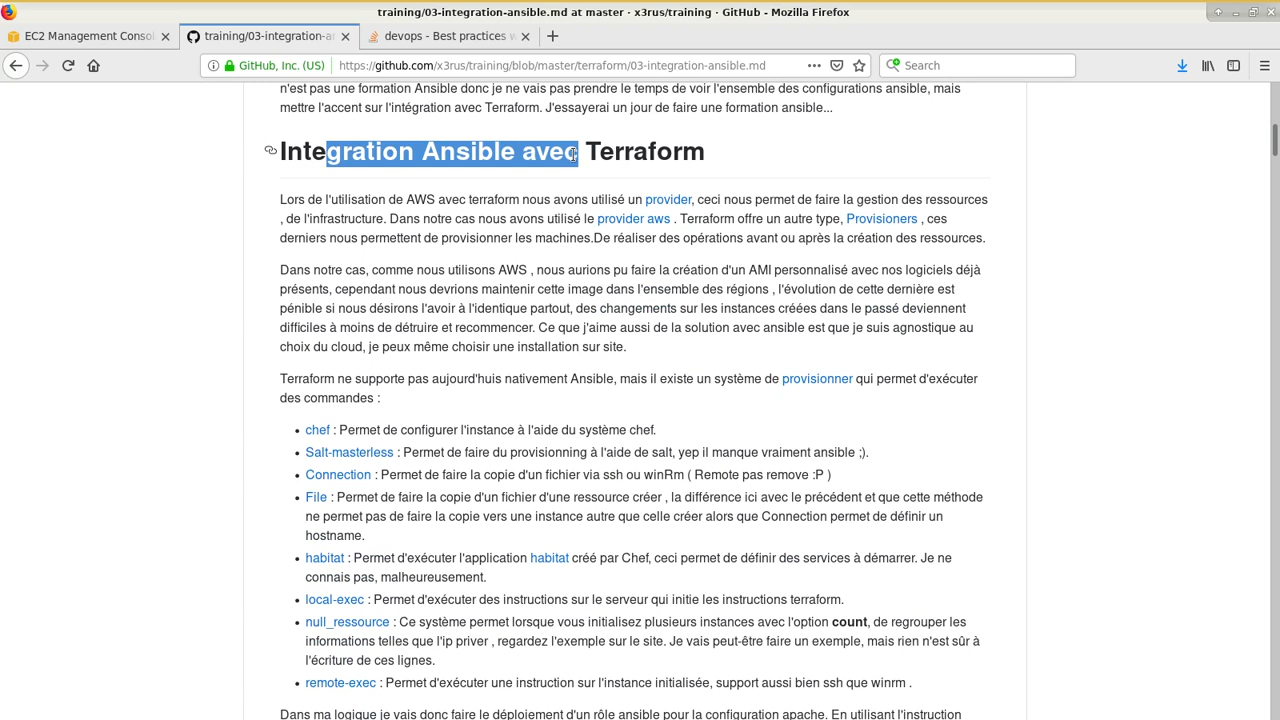 training/03-integration-ansible.md at master · x3rus/training · GitHub - Mozilla Firefox
EC2 Management Consol
training/03-integration-a
devops - Best practices w
GitHub, Inc. (US)
https://github.com/x3rus/training/blob/master/terraform/03-integration-ansible.md
Search
n'est pas une formation Ansible donc je ne vais pas prendre le temps de voir l'ensemble des configurations ansible, mais
mettre l'accent sur l'intégration avec Terraform. J'essayerai un jour de faire une formation ansible...
Integration Ansible avec Terraform
Lors de l'utilisation de AWS avec terraform nous avons utilisé un provider, ceci nous permet de faire la gestion des ressources
, de l'infrastructure. Dans notre cas nous avons utilisé le provider aws . Terraform offre un autre type, Provisioners , ces
derniers nous permettent de provisionner les machines.De réaliser des opérations avant ou après la création des ressources.
Dans notre cas, comme nous utilisons AWS , nous aurions pu faire la création d'un AMI personnalisé avec nos logiciels déjà
présents, cependant nous devrions maintenir cette image dans l'ensemble des régions , l'évolution de cette dernière est
pénible si nous désirons l'avoir à l'identique partout, des changements sur les instances créées dans le passé deviennent
difficiles à moins de détruire et recommencer. Ce que j'aime aussi de la solution avec ansible est que je suis agnostique au
choix du cloud, je peux même choisir une installation sur site.
Terraform ne supporte pas aujourd'huis nativement Ansible, mais il existe un système de provisionner qui permet d'exécuter
des commandes :
• chef : Permet de configurer l'instance à l'aide du système chef.
• Salt-masterless : Permet de faire du provisionning à l'aide de salt, yep il manque vraiment ansible ;).
• Connection : Permet de faire la copie d'un fichier via ssh ou winRm ( Remote pas remove :P )
• File : Permet de faire la copie d'un fichier d'une ressource créer , la différence ici avec le précédent et que cette méthode
ne permet pas de faire la copie vers une instance autre que celle créer alors que Connection permet de définir un
hostname.
• habitat : Permet d'exécuter l'application habitat créé par Chef, ceci permet de définir des services à démarrer. Je ne
connais pas, malheureusement.
• local-exec : Permet d'exécuter des instructions sur le serveur qui initie les instructions terraform.
• null_ressource : Ce système permet lorsque vous initialisez plusieurs instances avec l'option count, de regrouper les
informations telles que l'ip priver , regardez l'exemple sur le site. Je vais peut-être faire un exemple, mais rien n'est sûr à
l'écriture de ces lignes.
• remote-exec : Permet d'exécuter une instruction sur l'instance initialisée, support aussi bien ssh que winrm .
Dans ma logique je vais donc faire le déploiement d'un rôle ansible pour la configuration apache. En utilisant l'instruction